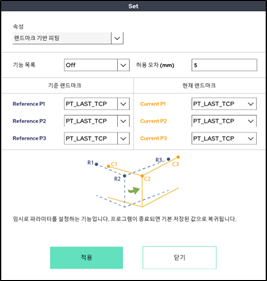 Set
속성
랜드마크 기반 피팅
기능 목록 Off 허용 오차 (mm) 5
기준 랜드마크 현재 랜드마크
Reference P1 PT_LAST_TCP Current P1 PT_LAST_TCP
Reference P2 PT_LAST_TCP Current P2 PT_LAST_TCP
Reference P3 PT_LAST_TCP Current P3 PT_LAST_TCP
R1 C1 R3 C3
R2 C2
임시로 파라미터를 설정하는 기능입니다. 프로그램이 종료되면 기본 저장된 값으로 복귀됩니다.
적용 닫기